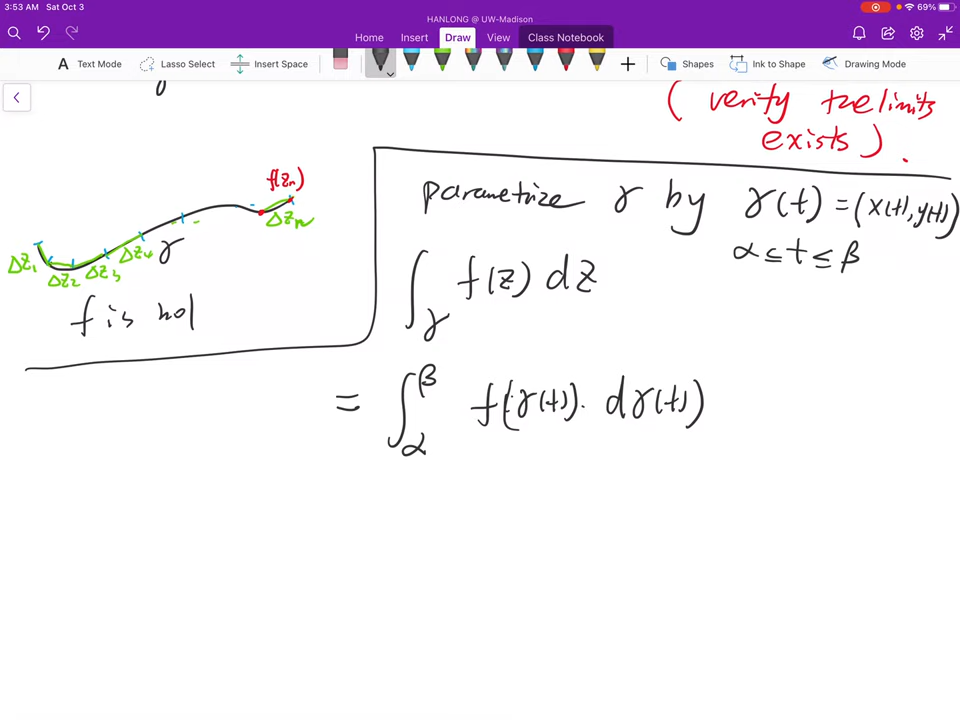 3:53 AM Sat Oct 3
69%
HANLONG @ UW-Madison
Home Insert Draw View Class Notebook
Text Mode Lasso Select Insert Space Shapes Ink to Shape Drawing Mode
( verify the limits
exists ).
f(zn)
Δzn
Δz1 Δz2 Δz3 Δz4 γ
f is hol
parametrize γ by γ(t) = (x(t), y(t))
α ≤ t ≤ β
∫_γ f(z) dz
= ∫_α^β f(γ(t)). dγ(t)